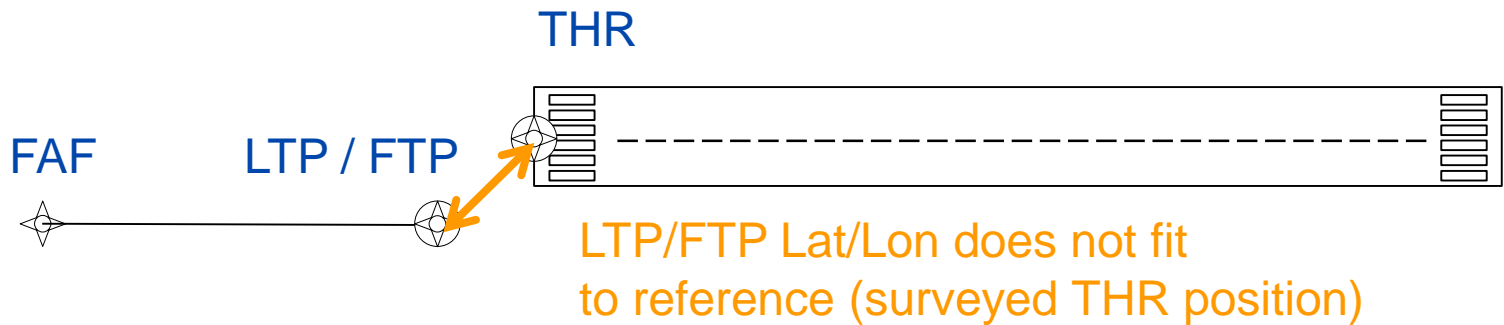 THR
FAF
LTP / FTP
LTP/FTP Lat/Lon does not fit
to reference (surveyed THR position)